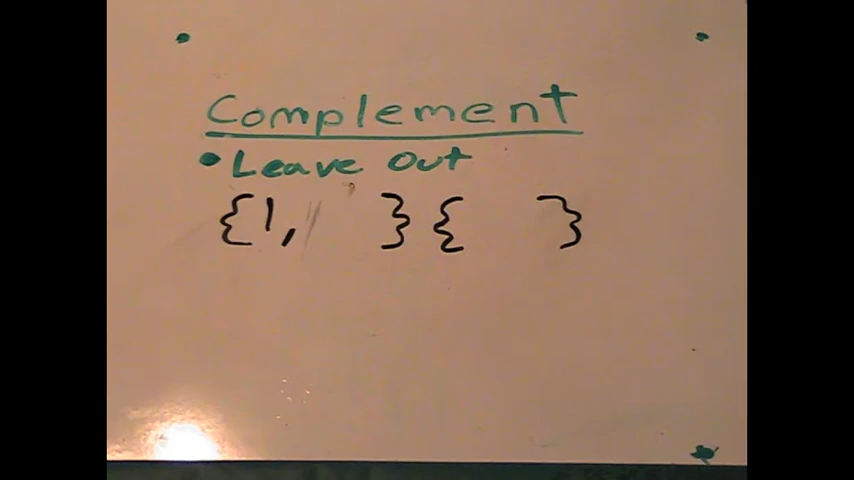 Complement
• Leave Out
{1, } { }